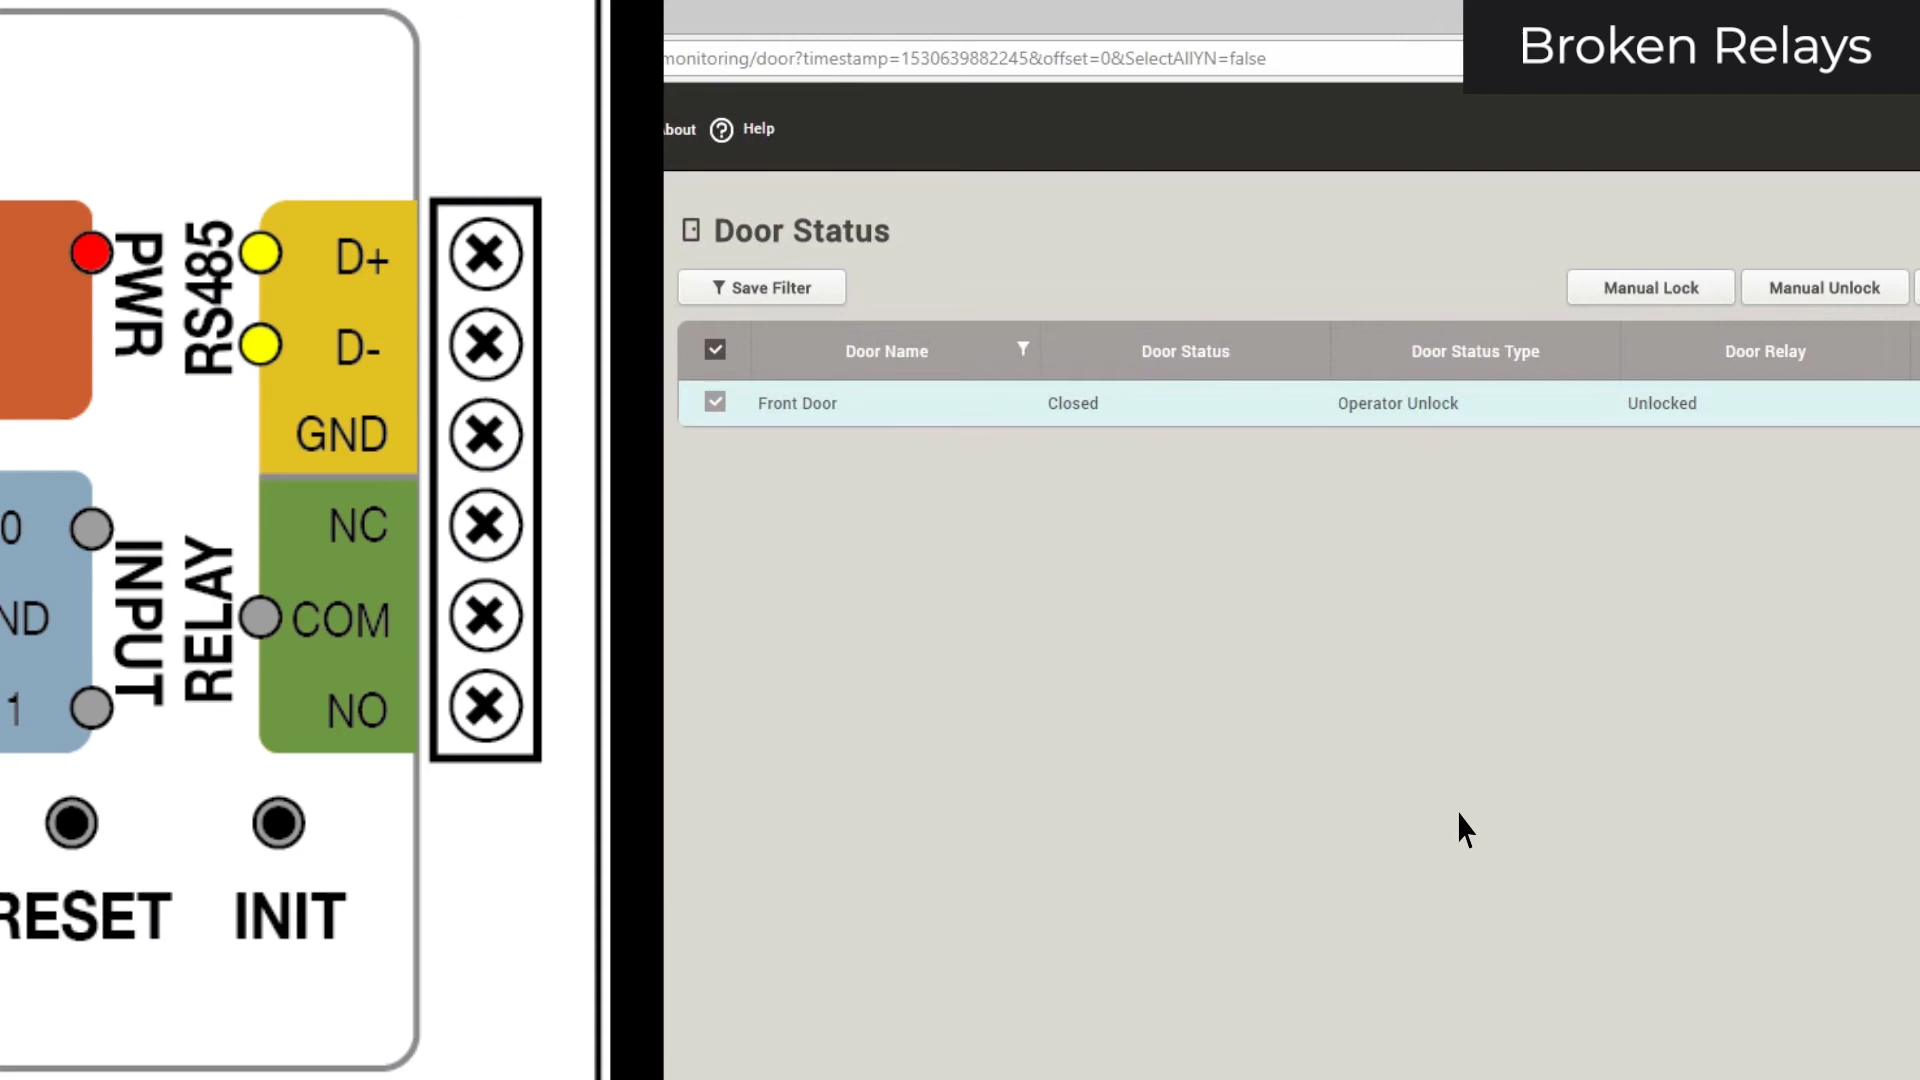 PWR
RS485
D+
D-
GND
NC
COM
NO
0
ND
1
INPUT
RELAY
RESET
INIT
Broken Relays
monitoring/door?timestamp=1530639882245&offset=0&SelectAllYN=false
About
? Help
Door Status
Save Filter
Manual Lock
Manual Unlock
Door Name
Door Status
Door Status Type
Door Relay
Front Door
Closed
Operator Unlock
Unlocked